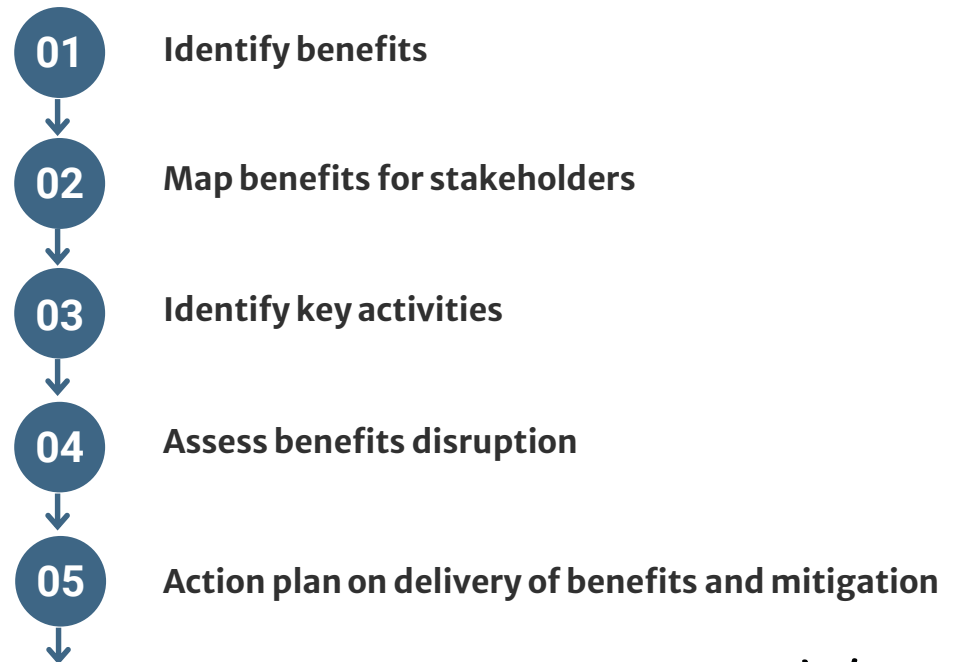 01
Identify benefits
02
Map benefits for stakeholders
03
Identify key activities
04
Assess benefits disruption
05
Action plan on delivery of benefits and mitigation